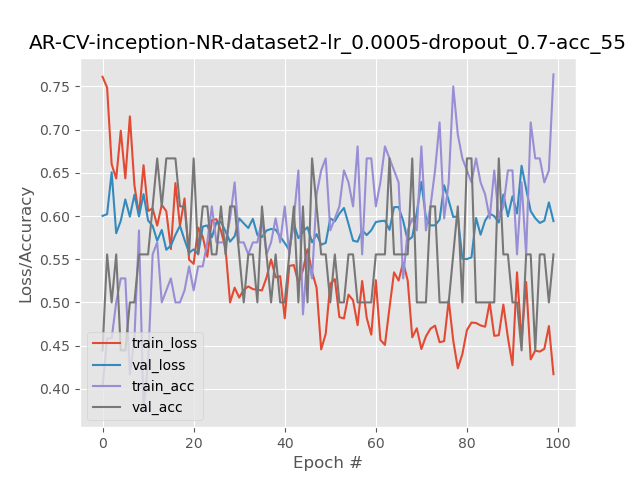 AR-CV-inception-NR-dataset2-lr_0.0005-dropout_0.7-acc_55
Loss/Accuracy
0.75
0.70
0.65
0.60
0.55
0.50
0.45
0.40
train_loss
val_loss
train_acc
val_acc
0 20 40 60 80 100
Epoch #